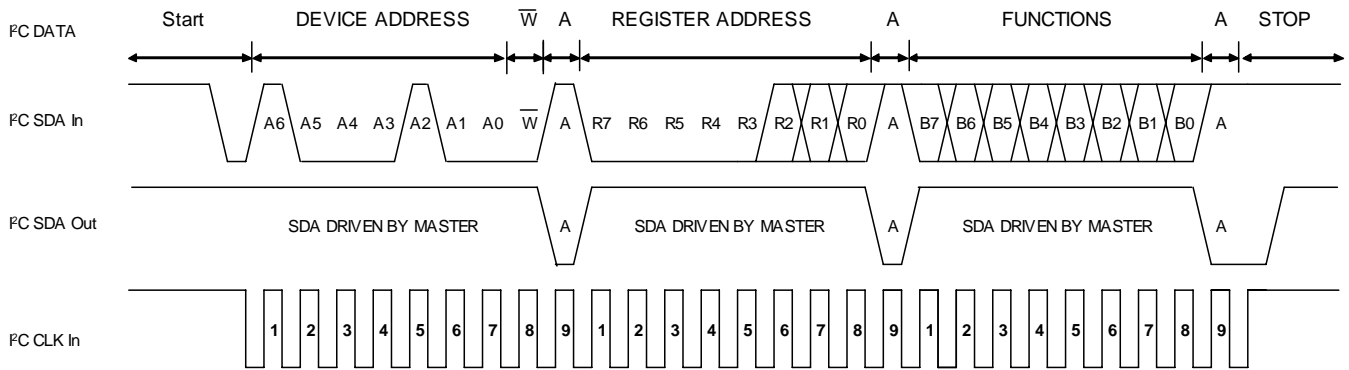 I²C DATA Start DEVICE ADDRESS W̅ A REGISTER ADDRESS A FUNCTIONS A STOP
I²C SDA In A6 A5 A4 A3 A2 A1 A0 W̅ A R7 R6 R5 R4 R3 R2 R1 R0 A B7 B6 B5 B4 B3 B2 B1 B0 A
I²C SDA Out SDA DRIVEN BY MASTER A SDA DRIVEN BY MASTER A SDA DRIVEN BY MASTER A
I²C CLK In 1 2 3 4 5 6 7 8 9 1 2 3 4 5 6 7 8 9 1 2 3 4 5 6 7 8 9